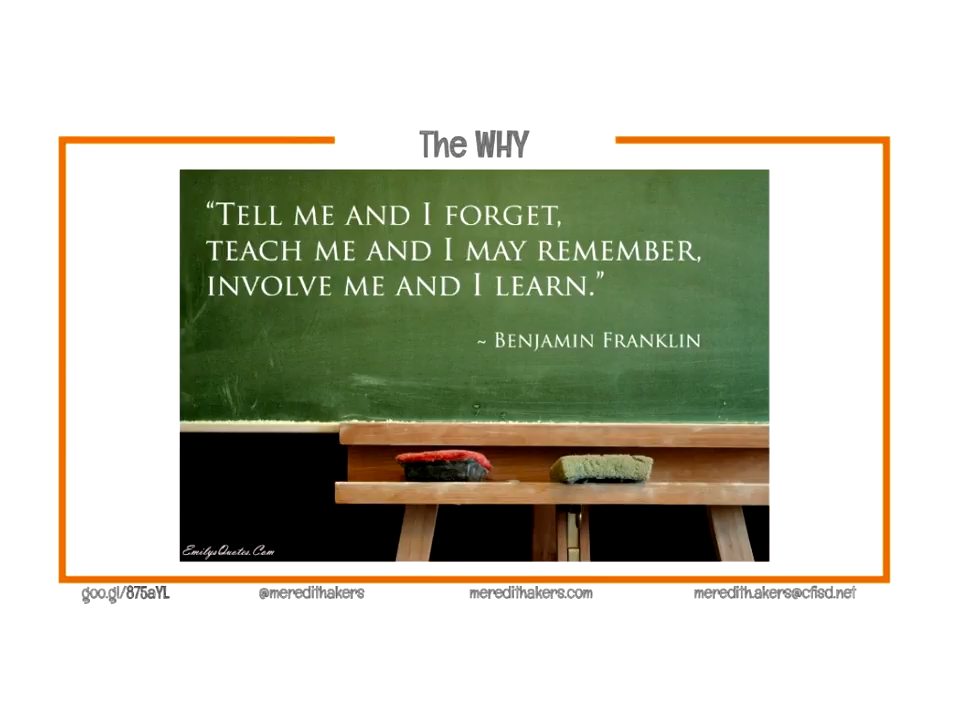 The WHY
“Tell me and I forget,
teach me and I may remember,
involve me and I learn.”
~ Benjamin Franklin
EmilysQuotes.Com
goo.gl/875aYL
@meredithakers
meredithakers.com
meredith.akers@cfisd.net